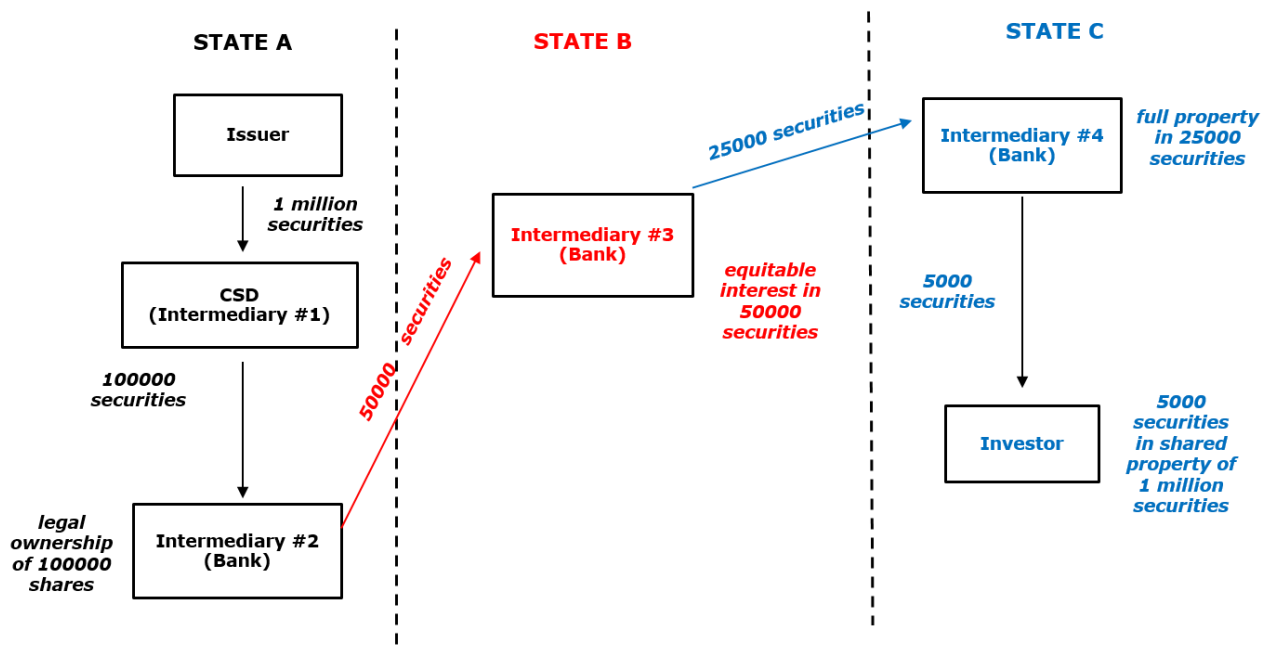 STATE A
STATE B
STATE C
Issuer
1 million
securities
CSD
(Intermediary #1)
100000
securities
legal
ownership
of 100000
shares
Intermediary #2
(Bank)
50000 securities
Intermediary #3
(Bank)
equitable
interest in
50000
securities
25000 securities
Intermediary #4
(Bank)
full property
in 25000
securities
5000
securities
Investor
5000
securities
in shared
property of
1 million
securities